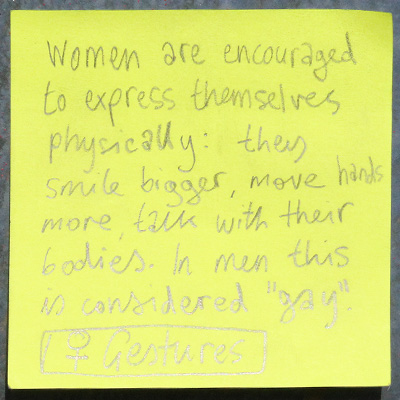 Women are encouraged
to express themselves
physically: they
smile bigger, move hands
more, talk with their
bodies. In men this
is considered "gay".
♀ Gestures